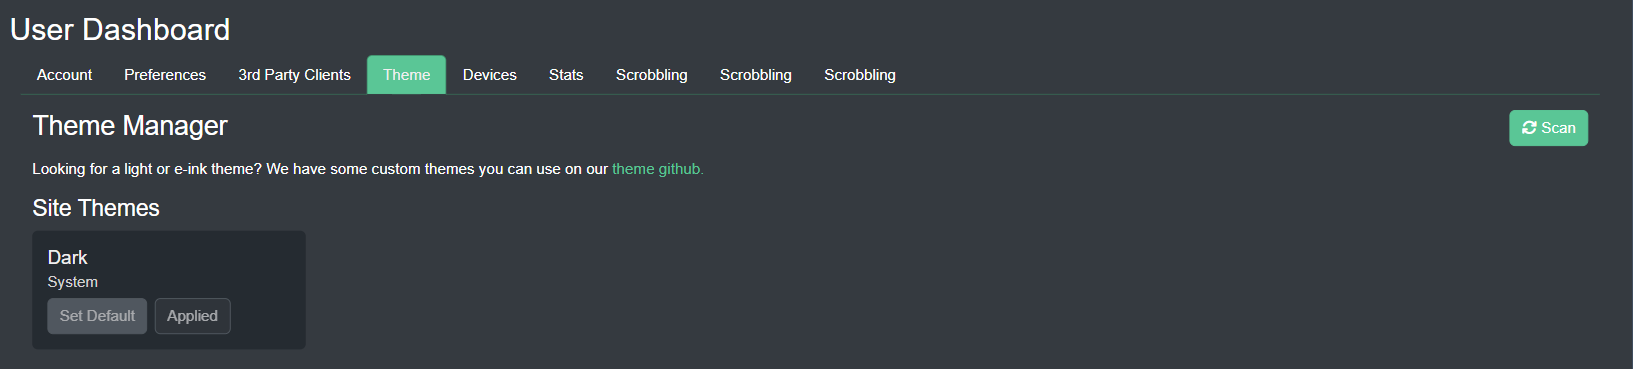 User Dashboard
Account Preferences 3rd Party Clients Theme Devices Stats Scrobbling Scrobbling Scrobbling
Theme Manager
Scan
Looking for a light or e-ink theme? We have some custom themes you can use on our theme github.
Site Themes
Dark
System
Set Default Applied